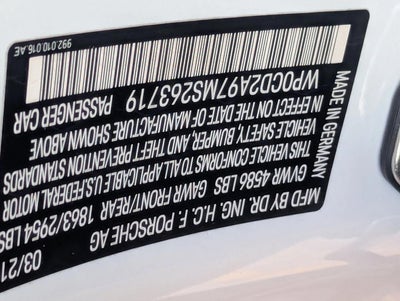 03/21
MFD BY DR. ING. H.C. F. PORSCHE AG
GVWR 4586 LBS GAWR FRONT/REAR 1863/2954 LBS
THIS VEHICLE CONFORMS TO ALL APPLICABLE U.S. FEDERAL MOTOR
VEHICLE SAFETY, BUMPER, AND THEFT PREVENTION STANDARDS
IN EFFECT ON THE DATE OF MANUFACTURE SHOWN ABOVE
MADE IN GERMANY
WP0CD2A97MS263719 PASSENGER CAR
992.010.016.AE